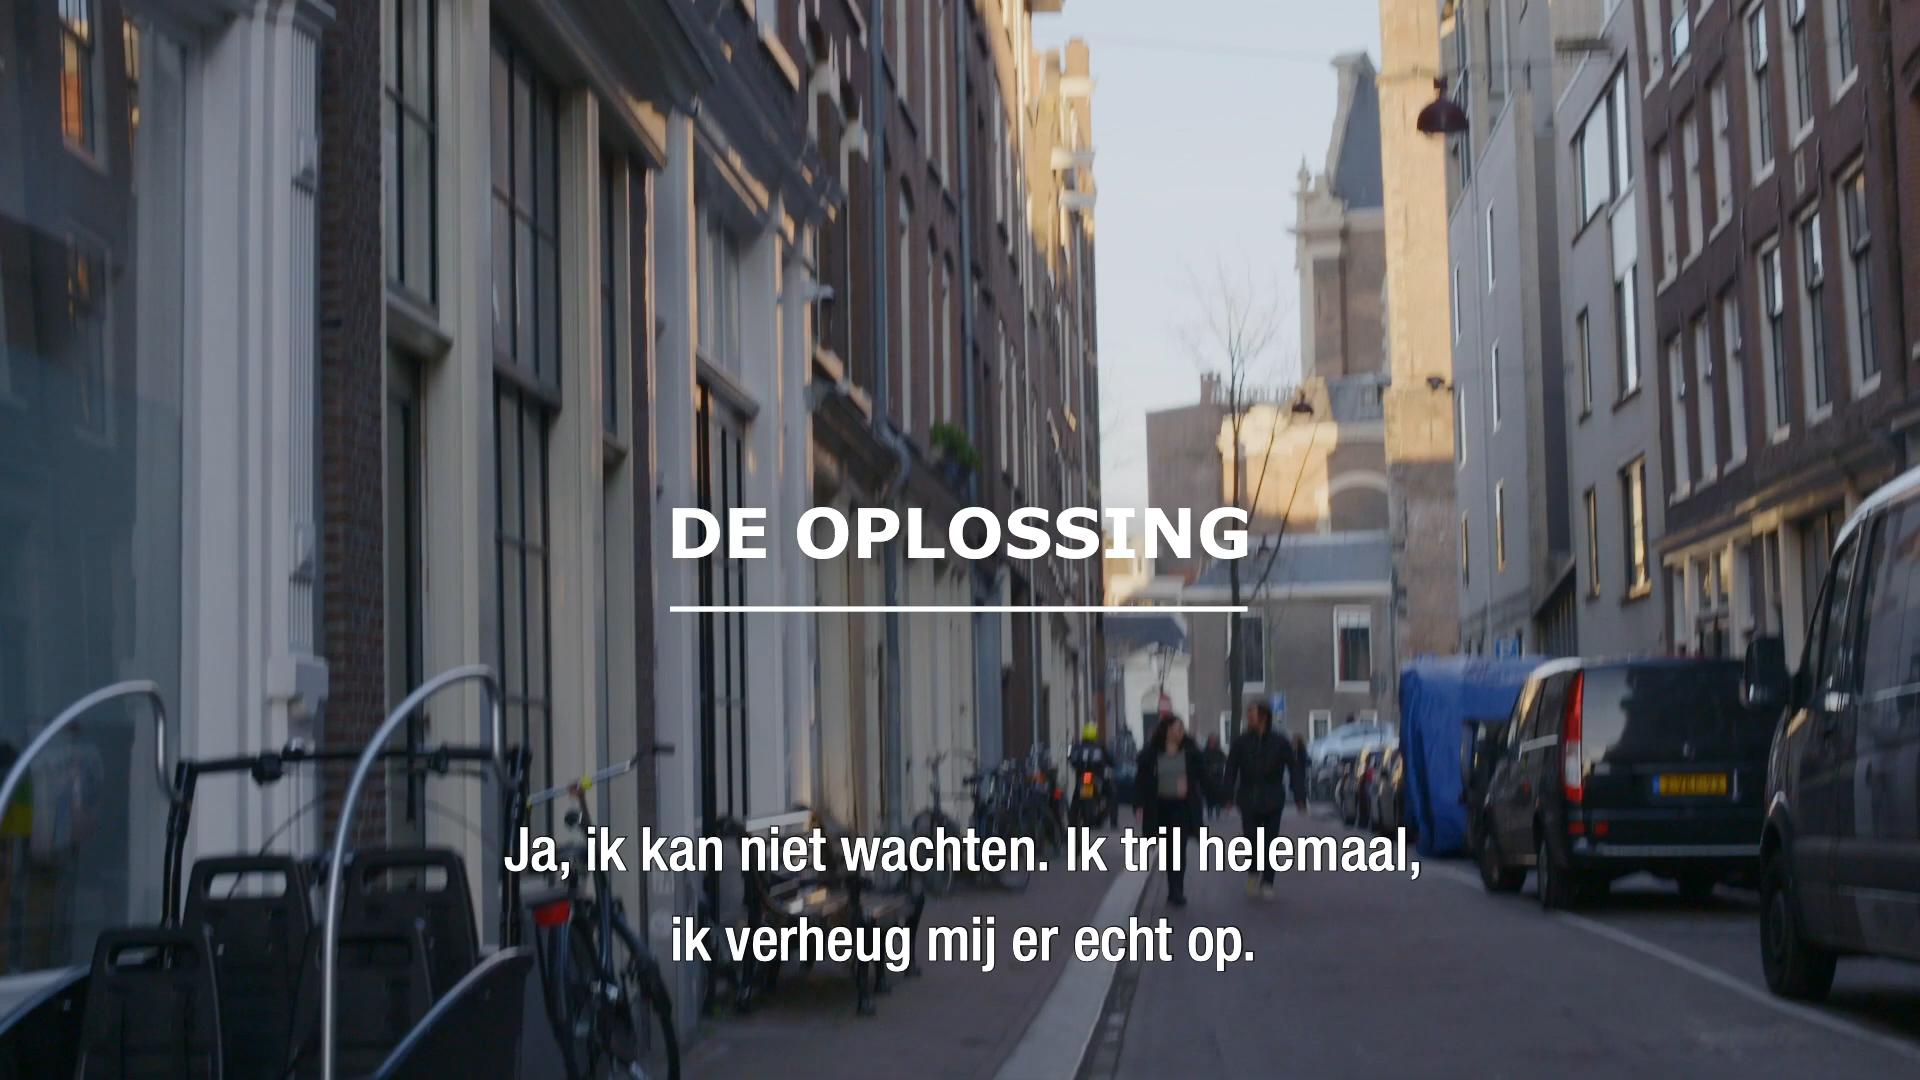 DE OPLOSSING
Ja, ik kan niet wachten. Ik tril helemaal,
ik verheug mij er echt op.